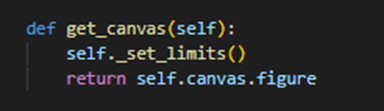 def get_canvas(self):
    self._set_limits()
    return self.canvas.figure